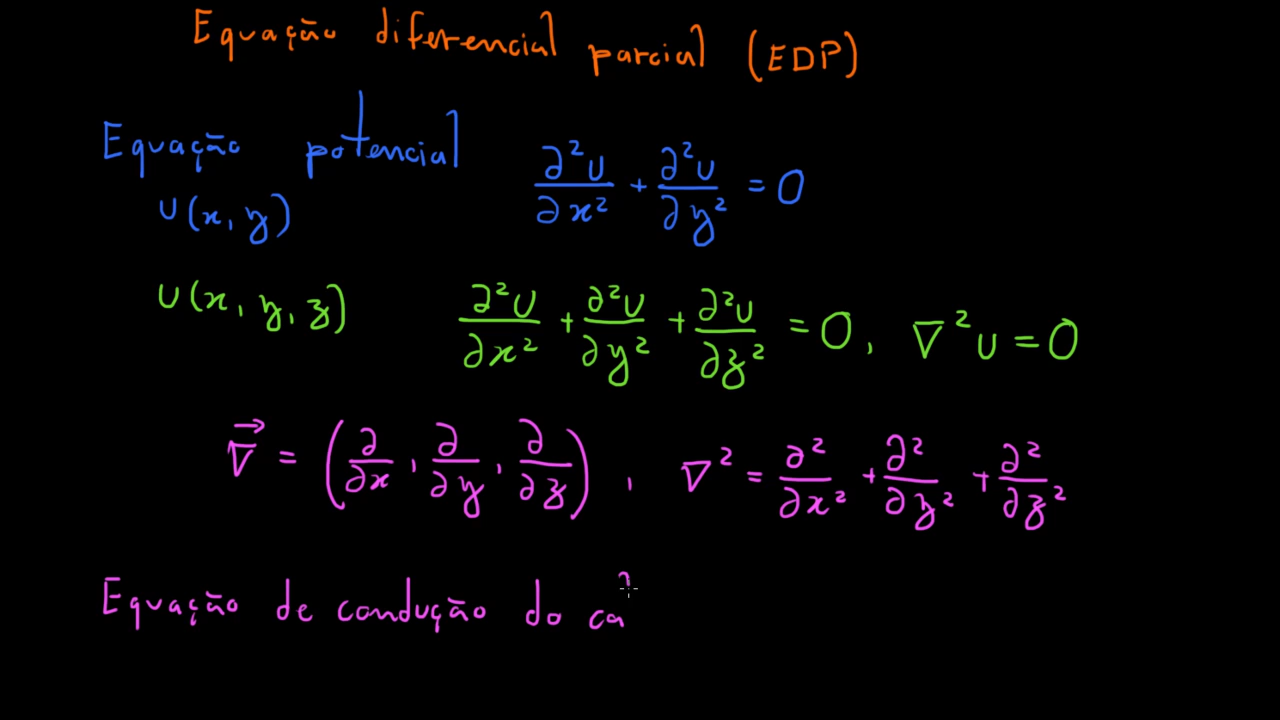 Equação diferencial parcial (EDP)
Equação potencial ∂²U/∂x² + ∂²U/∂y² = 0
U(x, y)
U(x, y, z) ∂²U/∂x² + ∂²U/∂y² + ∂²U/∂z² = 0, ∇²U = 0
∇⃗ = (∂/∂x, ∂/∂y, ∂/∂z), ∇² = ∂²/∂x² + ∂²/∂y² + ∂²/∂z²
Equação de condução do ca